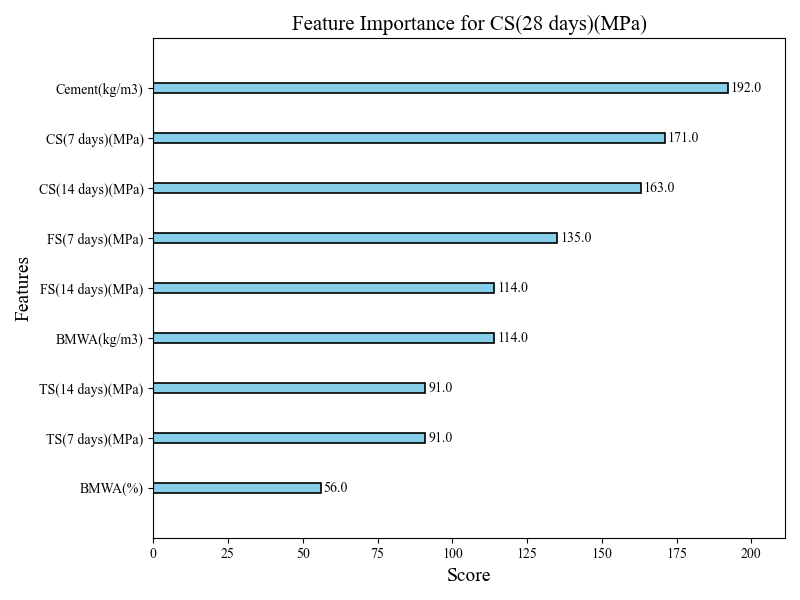 Feature Importance for CS(28 days)(MPa)
Features
Cement(kg/m3) 192.0
CS(7 days)(MPa) 171.0
CS(14 days)(MPa) 163.0
FS(7 days)(MPa) 135.0
FS(14 days)(MPa) 114.0
BMWA(kg/m3) 114.0
TS(14 days)(MPa) 91.0
TS(7 days)(MPa) 91.0
BMWA(%) 56.0
0 25 50 75 100 125 150 175 200
Score